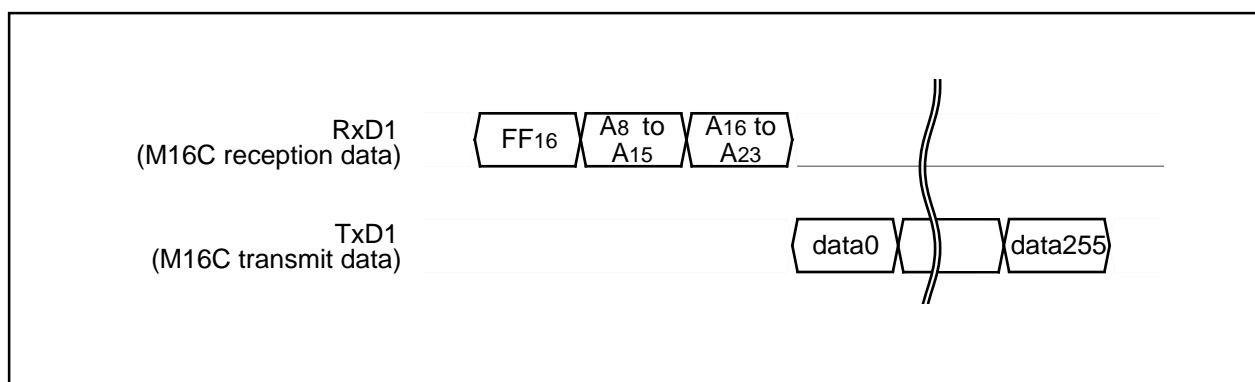 RxD1
(M16C reception data)
FF16
A8 to
A15
A16 to
A23
TxD1
(M16C transmit data)
data0
data255